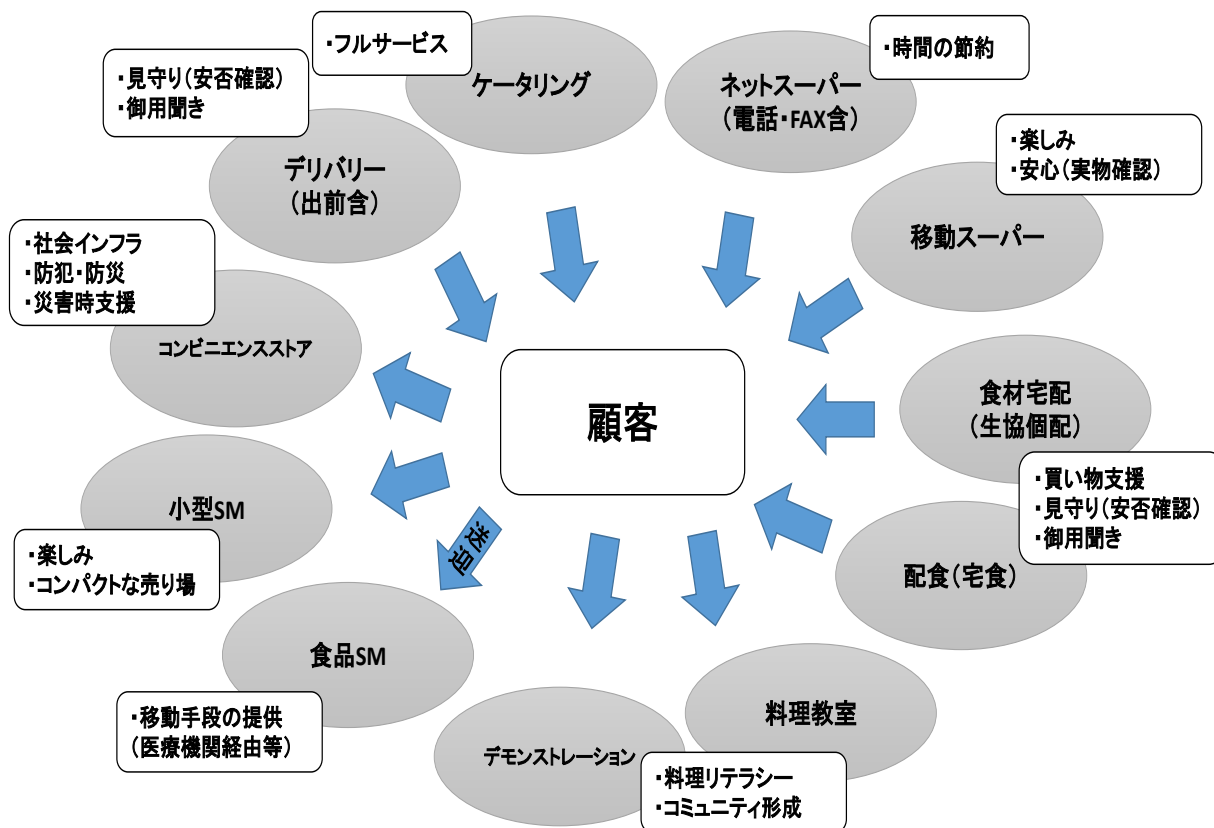 ・フルサービス
ケータリング
・時間の節約
ネットスーパー
(電話・FAX含)
・見守り(安否確認)
・御用聞き
デリバリー
(出前含)
・楽しみ
・安心(実物確認)
移動スーパー
・社会インフラ
・防犯・防災
・災害時支援
コンビニエンスストア
顧客
食材宅配
(生協個配)
・買い物支援
・見守り(安否確認)
・御用聞き
小型SM
・楽しみ
・コンパクトな売り場
送迎
配食(宅食)
食品SM
・移動手段の提供
(医療機関経由等)
料理教室
デモンストレーション
・料理リテラシー
・コミュニティ形成